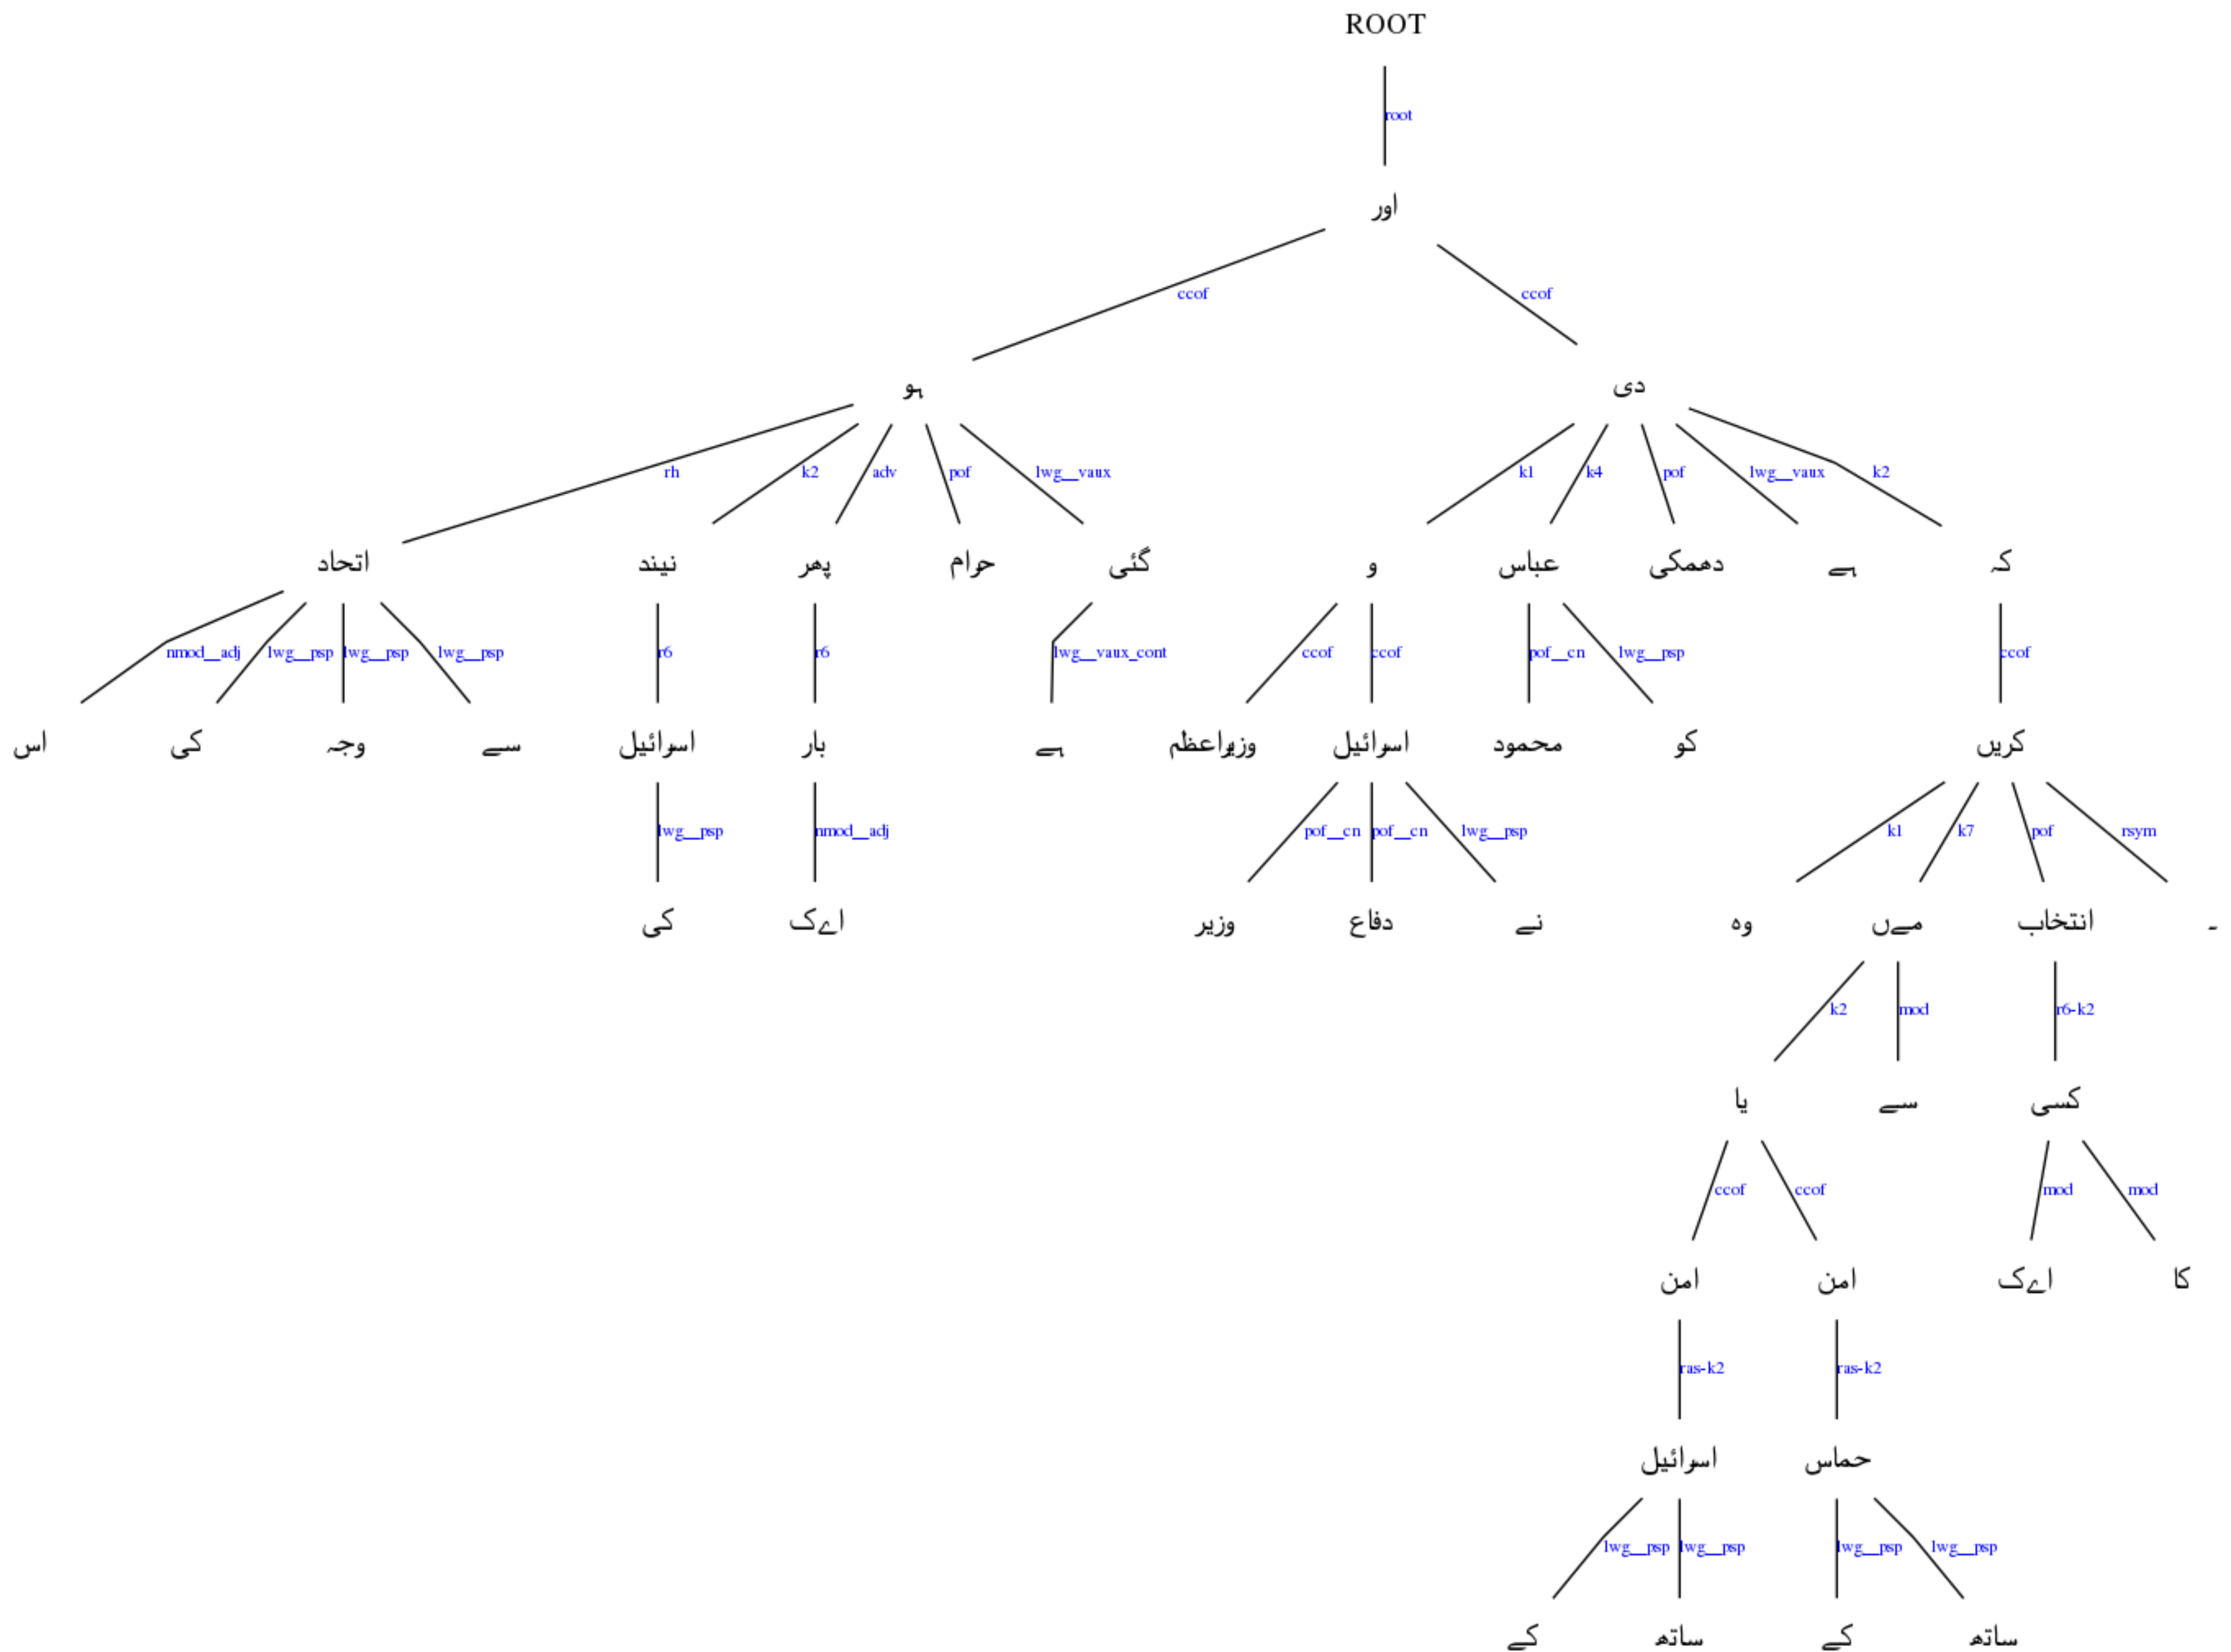 ROOT
root
اور
ccof ccof
ہو دی
rh k2 adv pof lwg__vaux k1 k4 pof lwg__vaux k2
اتحاد نیند پھر حرام گئی و عباس دھمکی ہے کہ
nmod__adj lwg__psp lwg__psp lwg__psp r6 r6 lwg__vaux_cont ccof ccof pof__cn lwg__psp ccof
اس کی وجہ سے اسرائیل بار ہے وزیراعظم اسرائیل محمود کو کریں
lwg__psp nmod__adj pof__cn pof__cn lwg__psp k1 k7 pof rsym
کی اےک وزیر دفاع نے وہ مےں انتخاب ۔
k2 mod r6-k2
یا سے کسی
ccof ccof mod mod
امن امن اےک کا
ras-k2 ras-k2
اسرائیل حماس
lwg__psp lwg__psp lwg__psp lwg__psp
کے ساتھ کے ساتھ